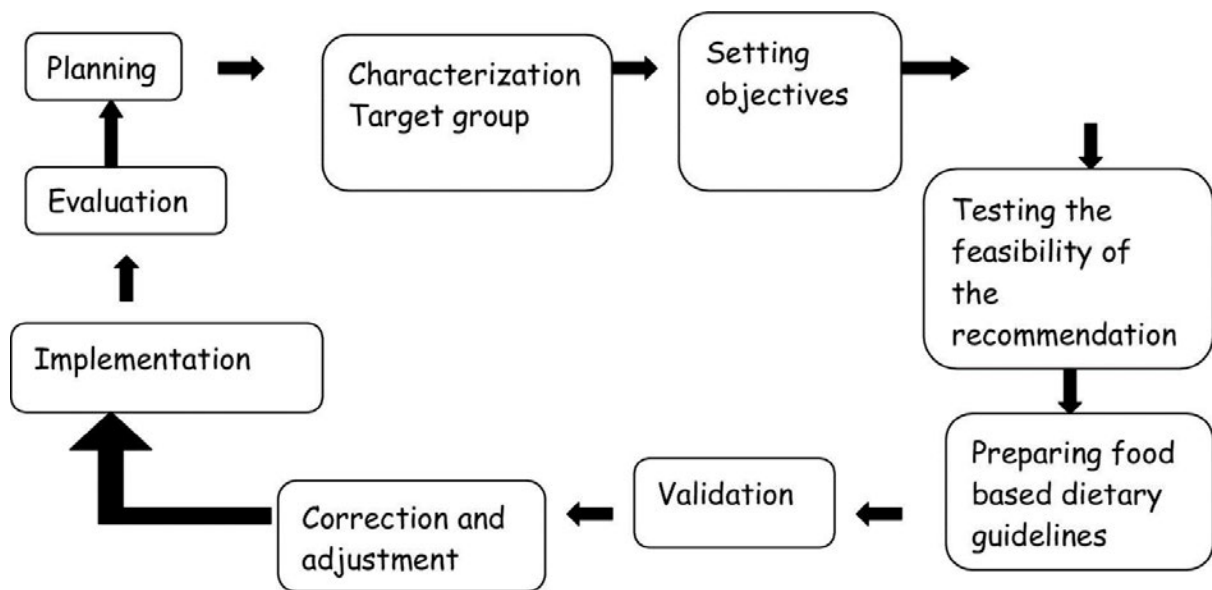 Planning
Characterization
Target group
Setting
objectives
Testing the
feasibility of
the
recommendation
Preparing food
based dietary
guidelines
Validation
Correction and
adjustment
Implementation
Evaluation